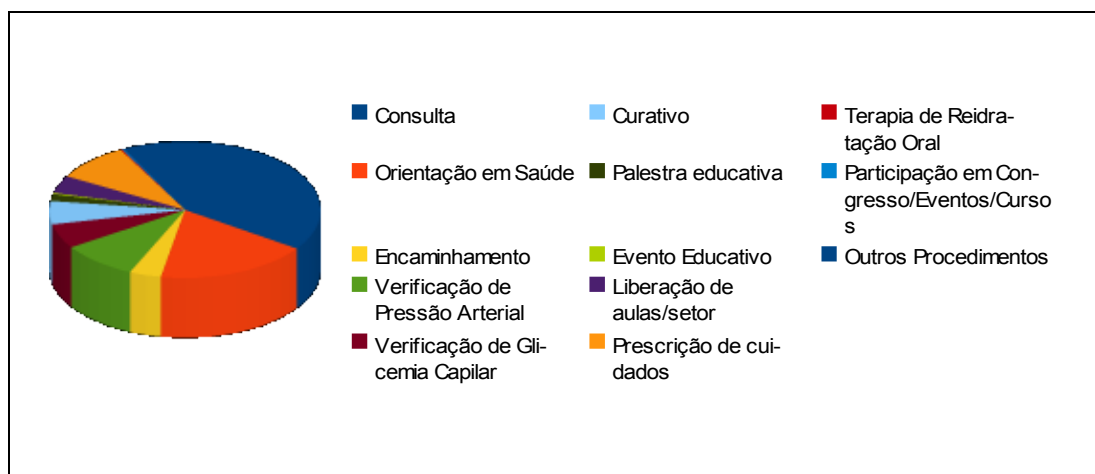 Consulta
Curativo
Terapia de Reidra-
tação Oral
Orientação em Saúde
Palestra educativa
Participação em Con-
gresso/Eventos/Curso
s
Encaminhamento
Evento Educativo
Outros Procedimentos
Verificação de
Pressão Arterial
Liberação de
aulas/setor
Verificação de Gli-
cemia Capilar
Prescrição de cui-
dados